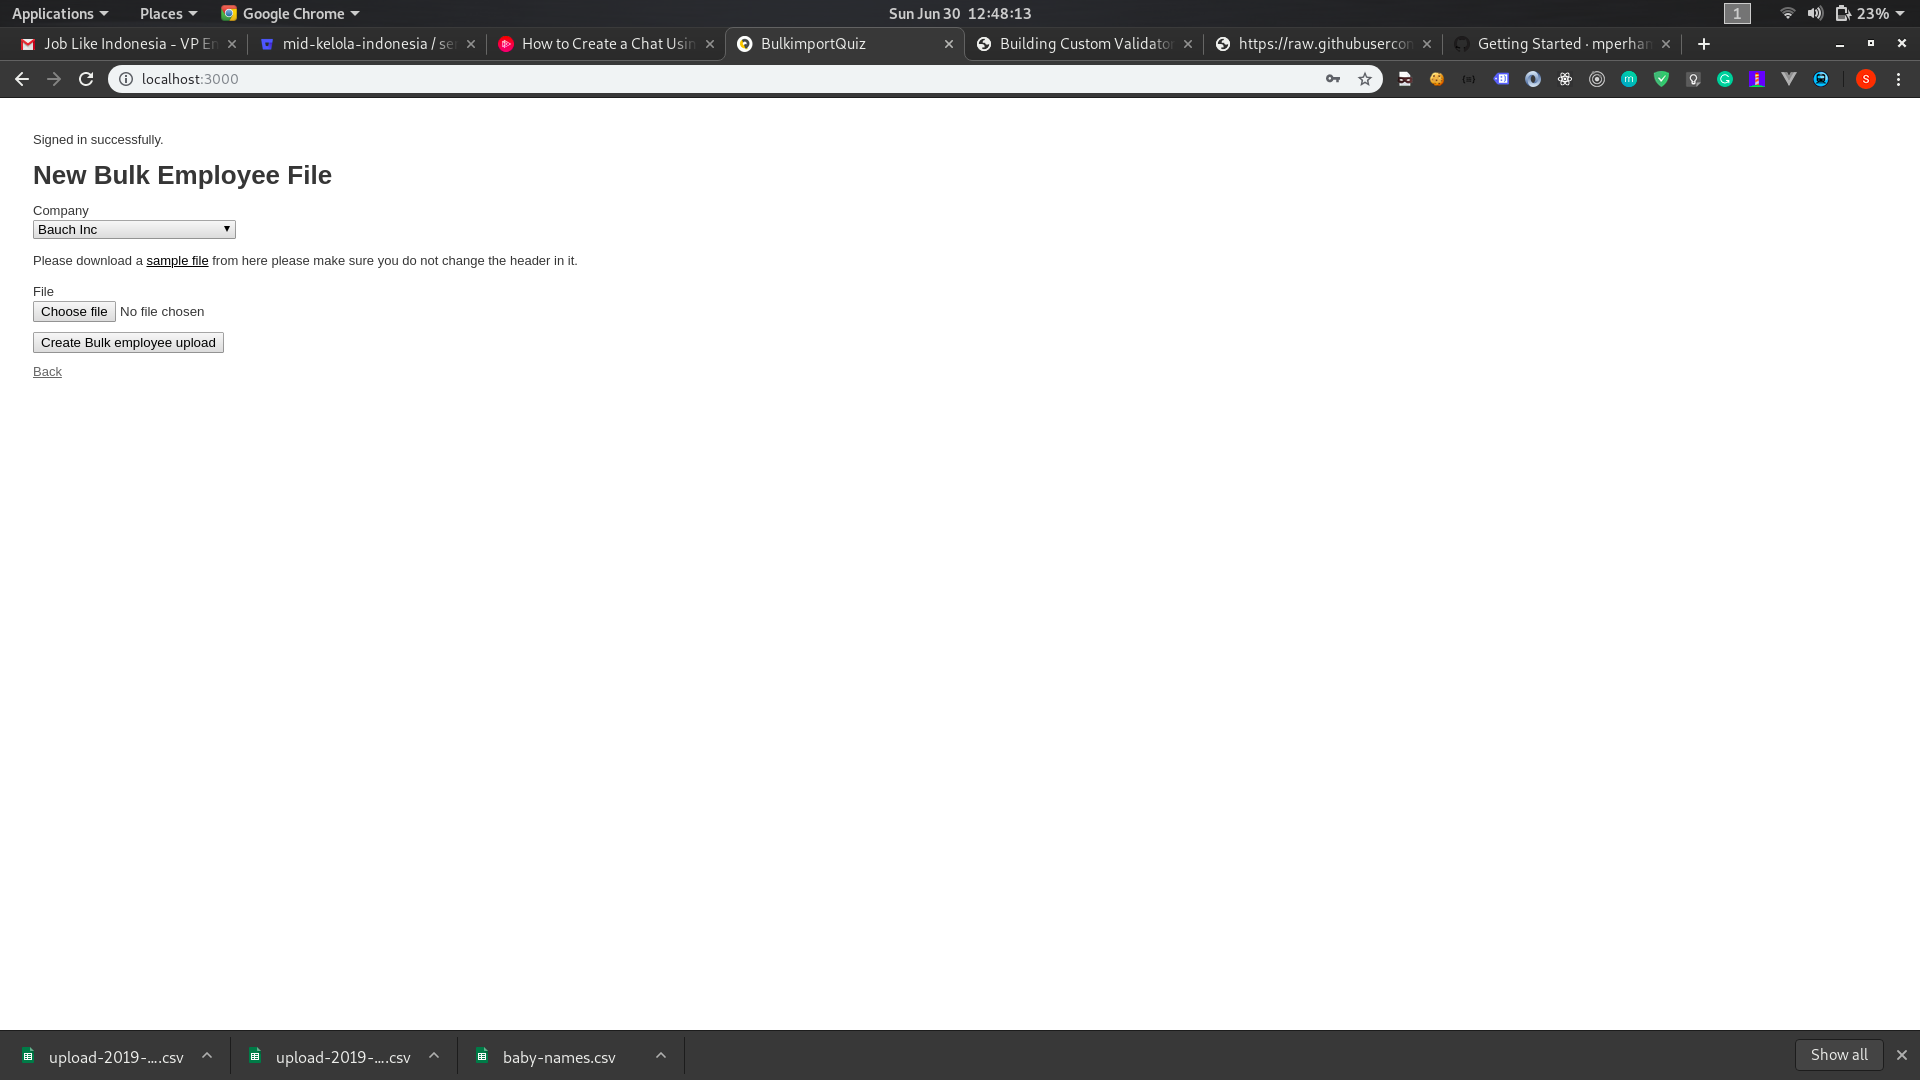 Applications Places Google Chrome Sun Jun 30 12:48:13 1 23%
Job Like Indonesia - VP En mid-kelola-indonesia / se How to Create a Chat Usin BulkimportQuiz Building Custom Validator https://raw.githubusercon Getting Started · mperhan
localhost:3000 S
Signed in successfully.
New Bulk Employee File
Company
Bauch Inc
Please download a sample file from here please make sure you do not change the header in it.
File
Choose file No file chosen
Create Bulk employee upload
Back
upload-2019-....csv upload-2019-....csv baby-names.csv Show all